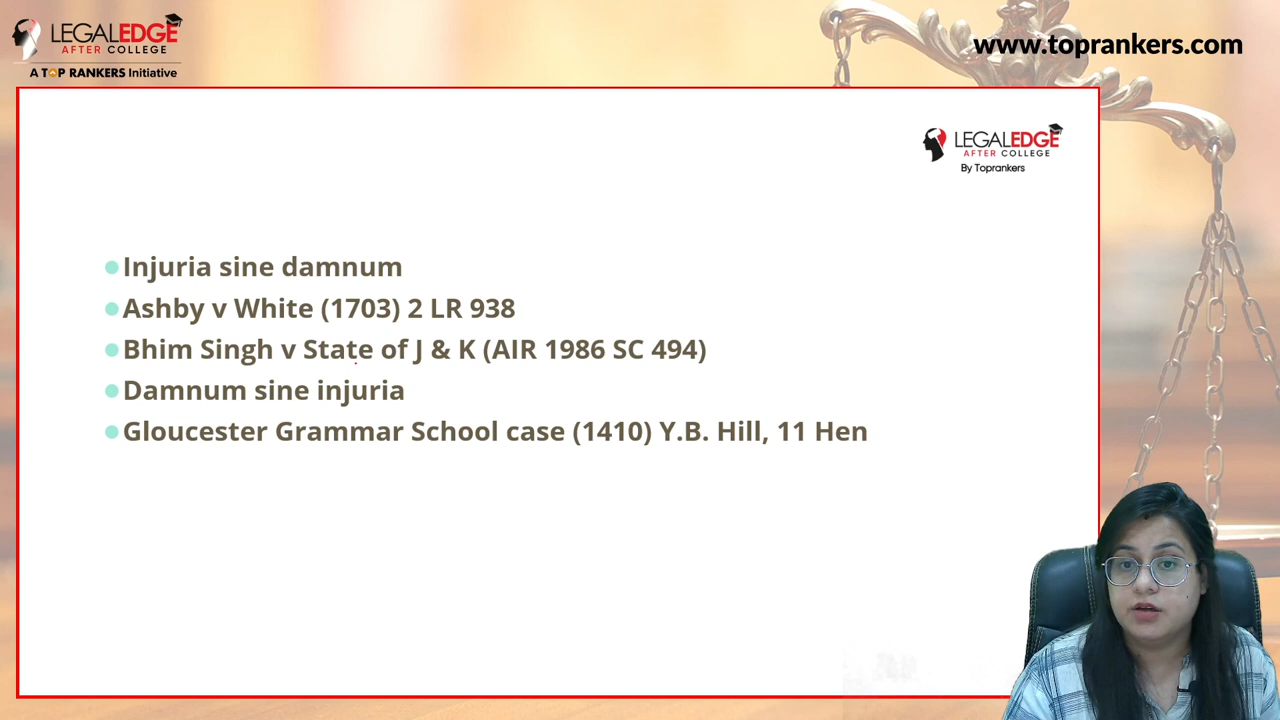 LEGALEDGE
AFTER COLLEGE
A TOP RANKERS Initiative
www.toprankers.com
LEGALEDGE
AFTER COLLEGE
By Toprankers
Injuria sine damnum
Ashby v White (1703) 2 LR 938
Bhim Singh v State of J & K (AIR 1986 SC 494)
Damnum sine injuria
Gloucester Grammar School case (1410) Y.B. Hill, 11 Hen